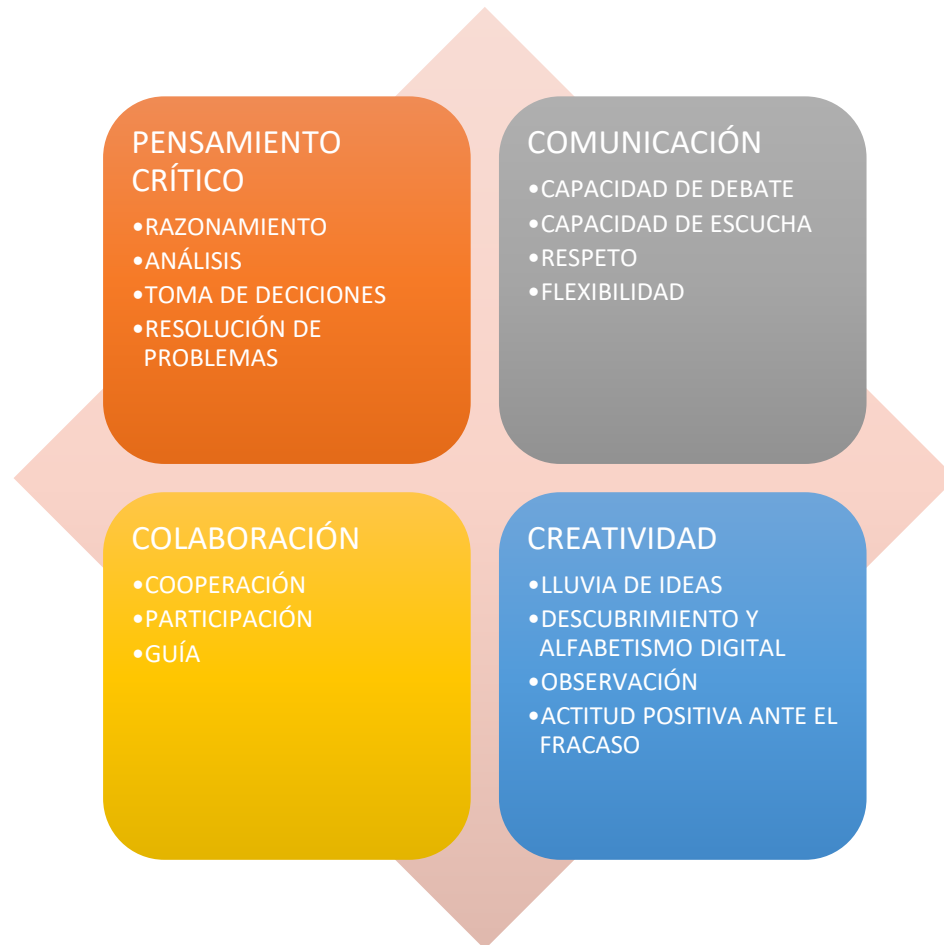 PENSAMIENTO
CRÍTICO
•RAZONAMIENTO
•ANÁLISIS
•TOMA DE DECICIONES
•RESOLUCIÓN DE
PROBLEMAS
COMUNICACIÓN
•CAPACIDAD DE DEBATE
•CAPACIDAD DE ESCUCHA
•RESPETO
•FLEXIBILIDAD
COLABORACIÓN
•COOPERACIÓN
•PARTICIPACIÓN
•GUÍA
CREATIVIDAD
•LLUVIA DE IDEAS
•DESCUBRIMIENTO Y
ALFABETISMO DIGITAL
•OBSERVACIÓN
•ACTITUD POSITIVA ANTE EL
FRACASO